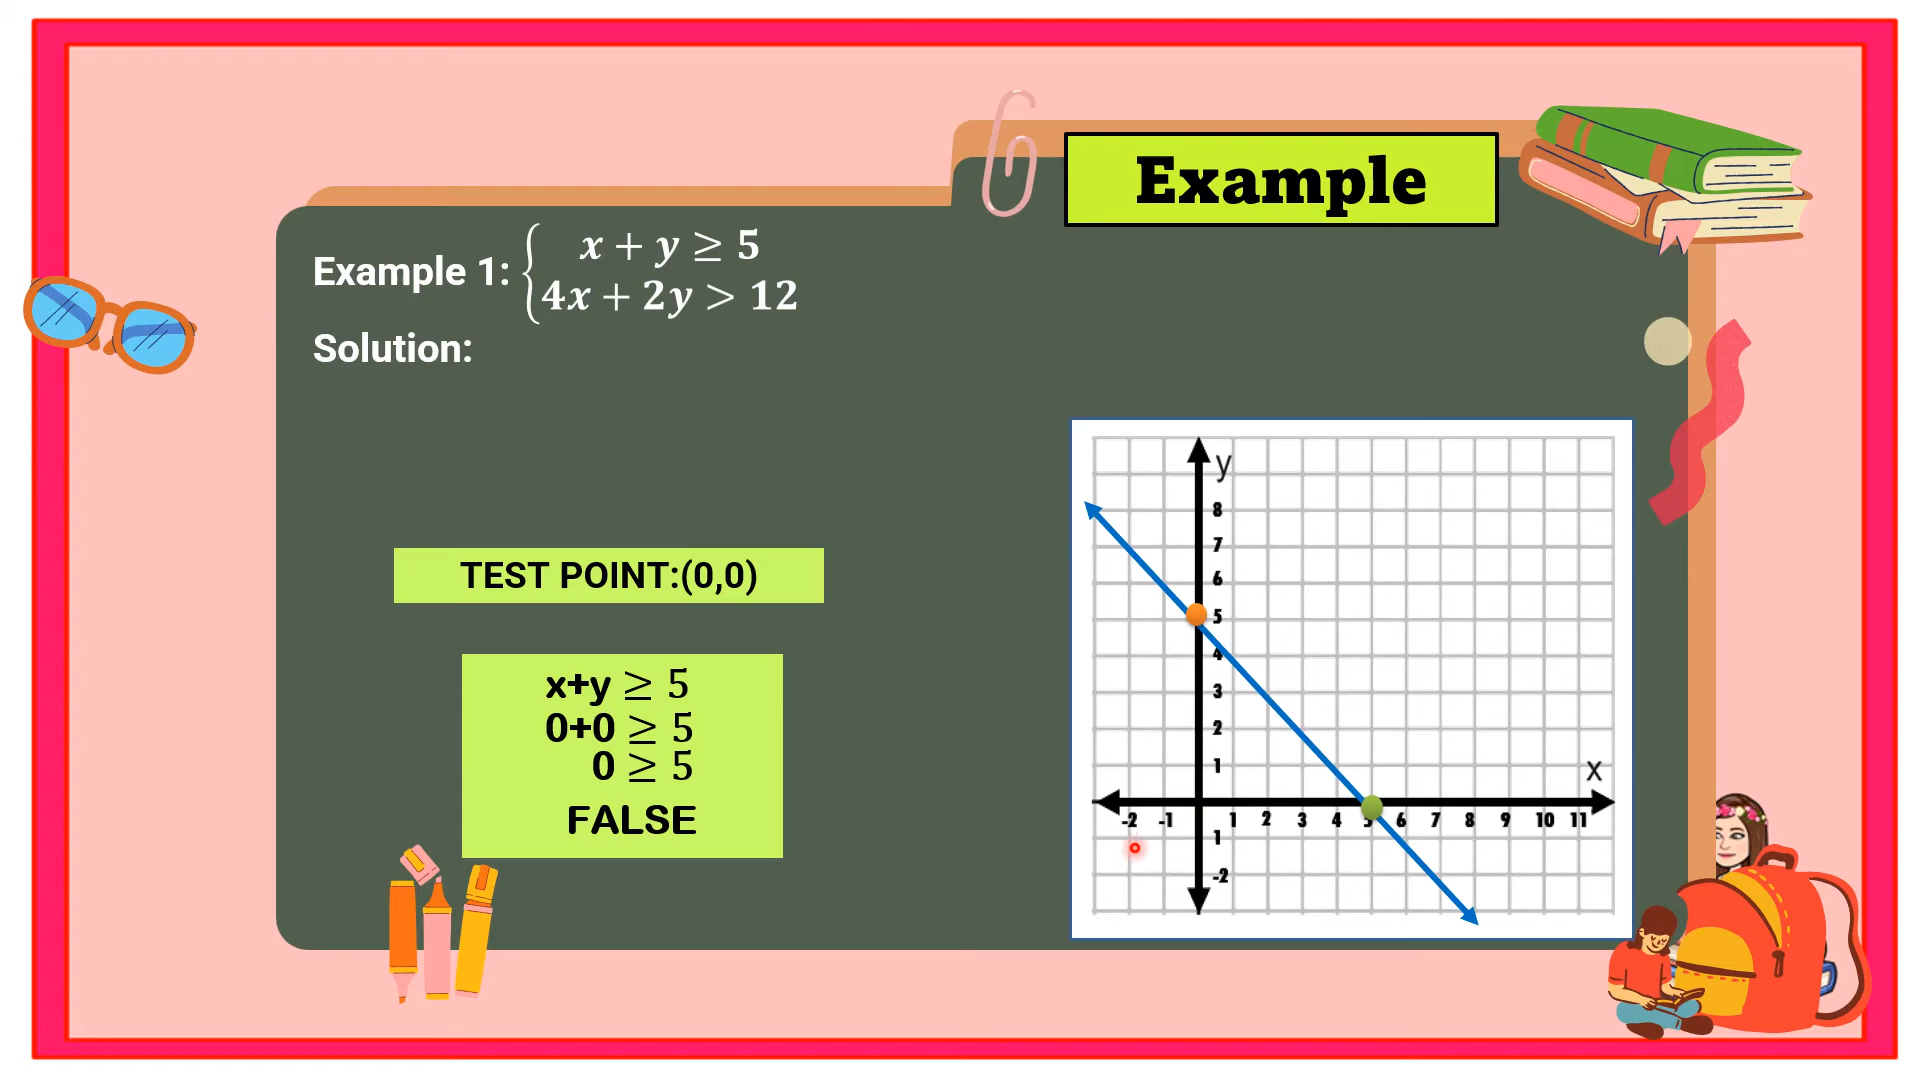 Example
Example 1: { x + y ≥ 5
4x + 2y > 12
Solution:
TEST POINT:(0,0)
x+y ≥ 5
0+0 ≥ 5
0 ≥ 5
FALSE
y
8
7
6
5
4
3
2
1
x
-2 -1 1 2 3 4 5 6 7 8 9 10 11
1
-2